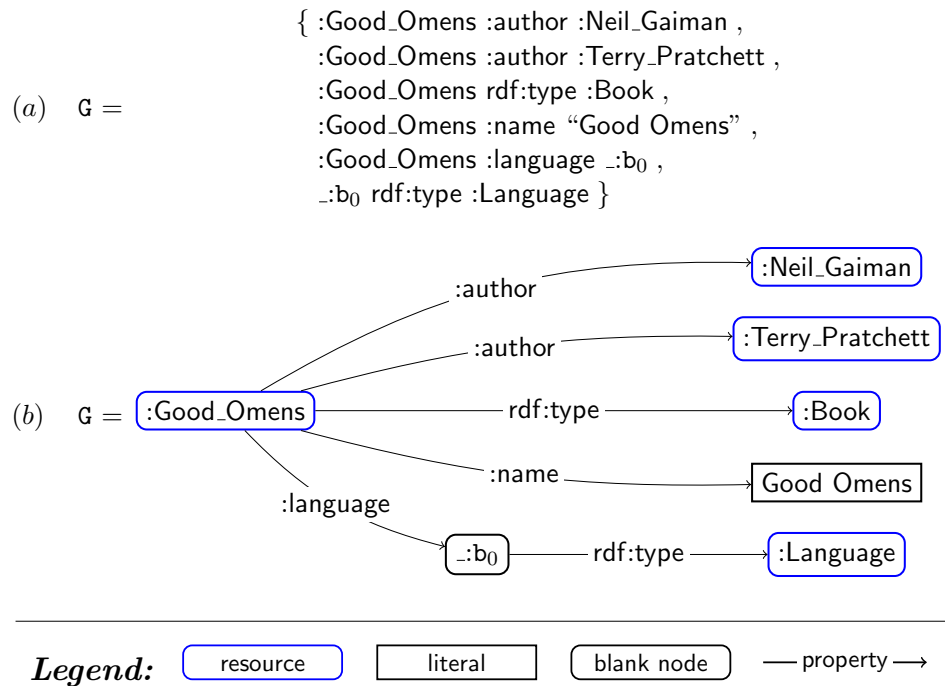 { :Good_Omens :author :Neil_Gaiman ,
:Good_Omens :author :Terry_Pratchett ,
(a) G = :Good_Omens rdf:type :Book ,
:Good_Omens :name “Good Omens” ,
:Good_Omens :language _:b₀ ,
_:b₀ rdf:type :Language }
:author :Neil_Gaiman
:author :Terry_Pratchett
(b) G = :Good_Omens rdf:type :Book
:name Good Omens
:language
_:b₀ rdf:type :Language
Legend: resource literal blank node property